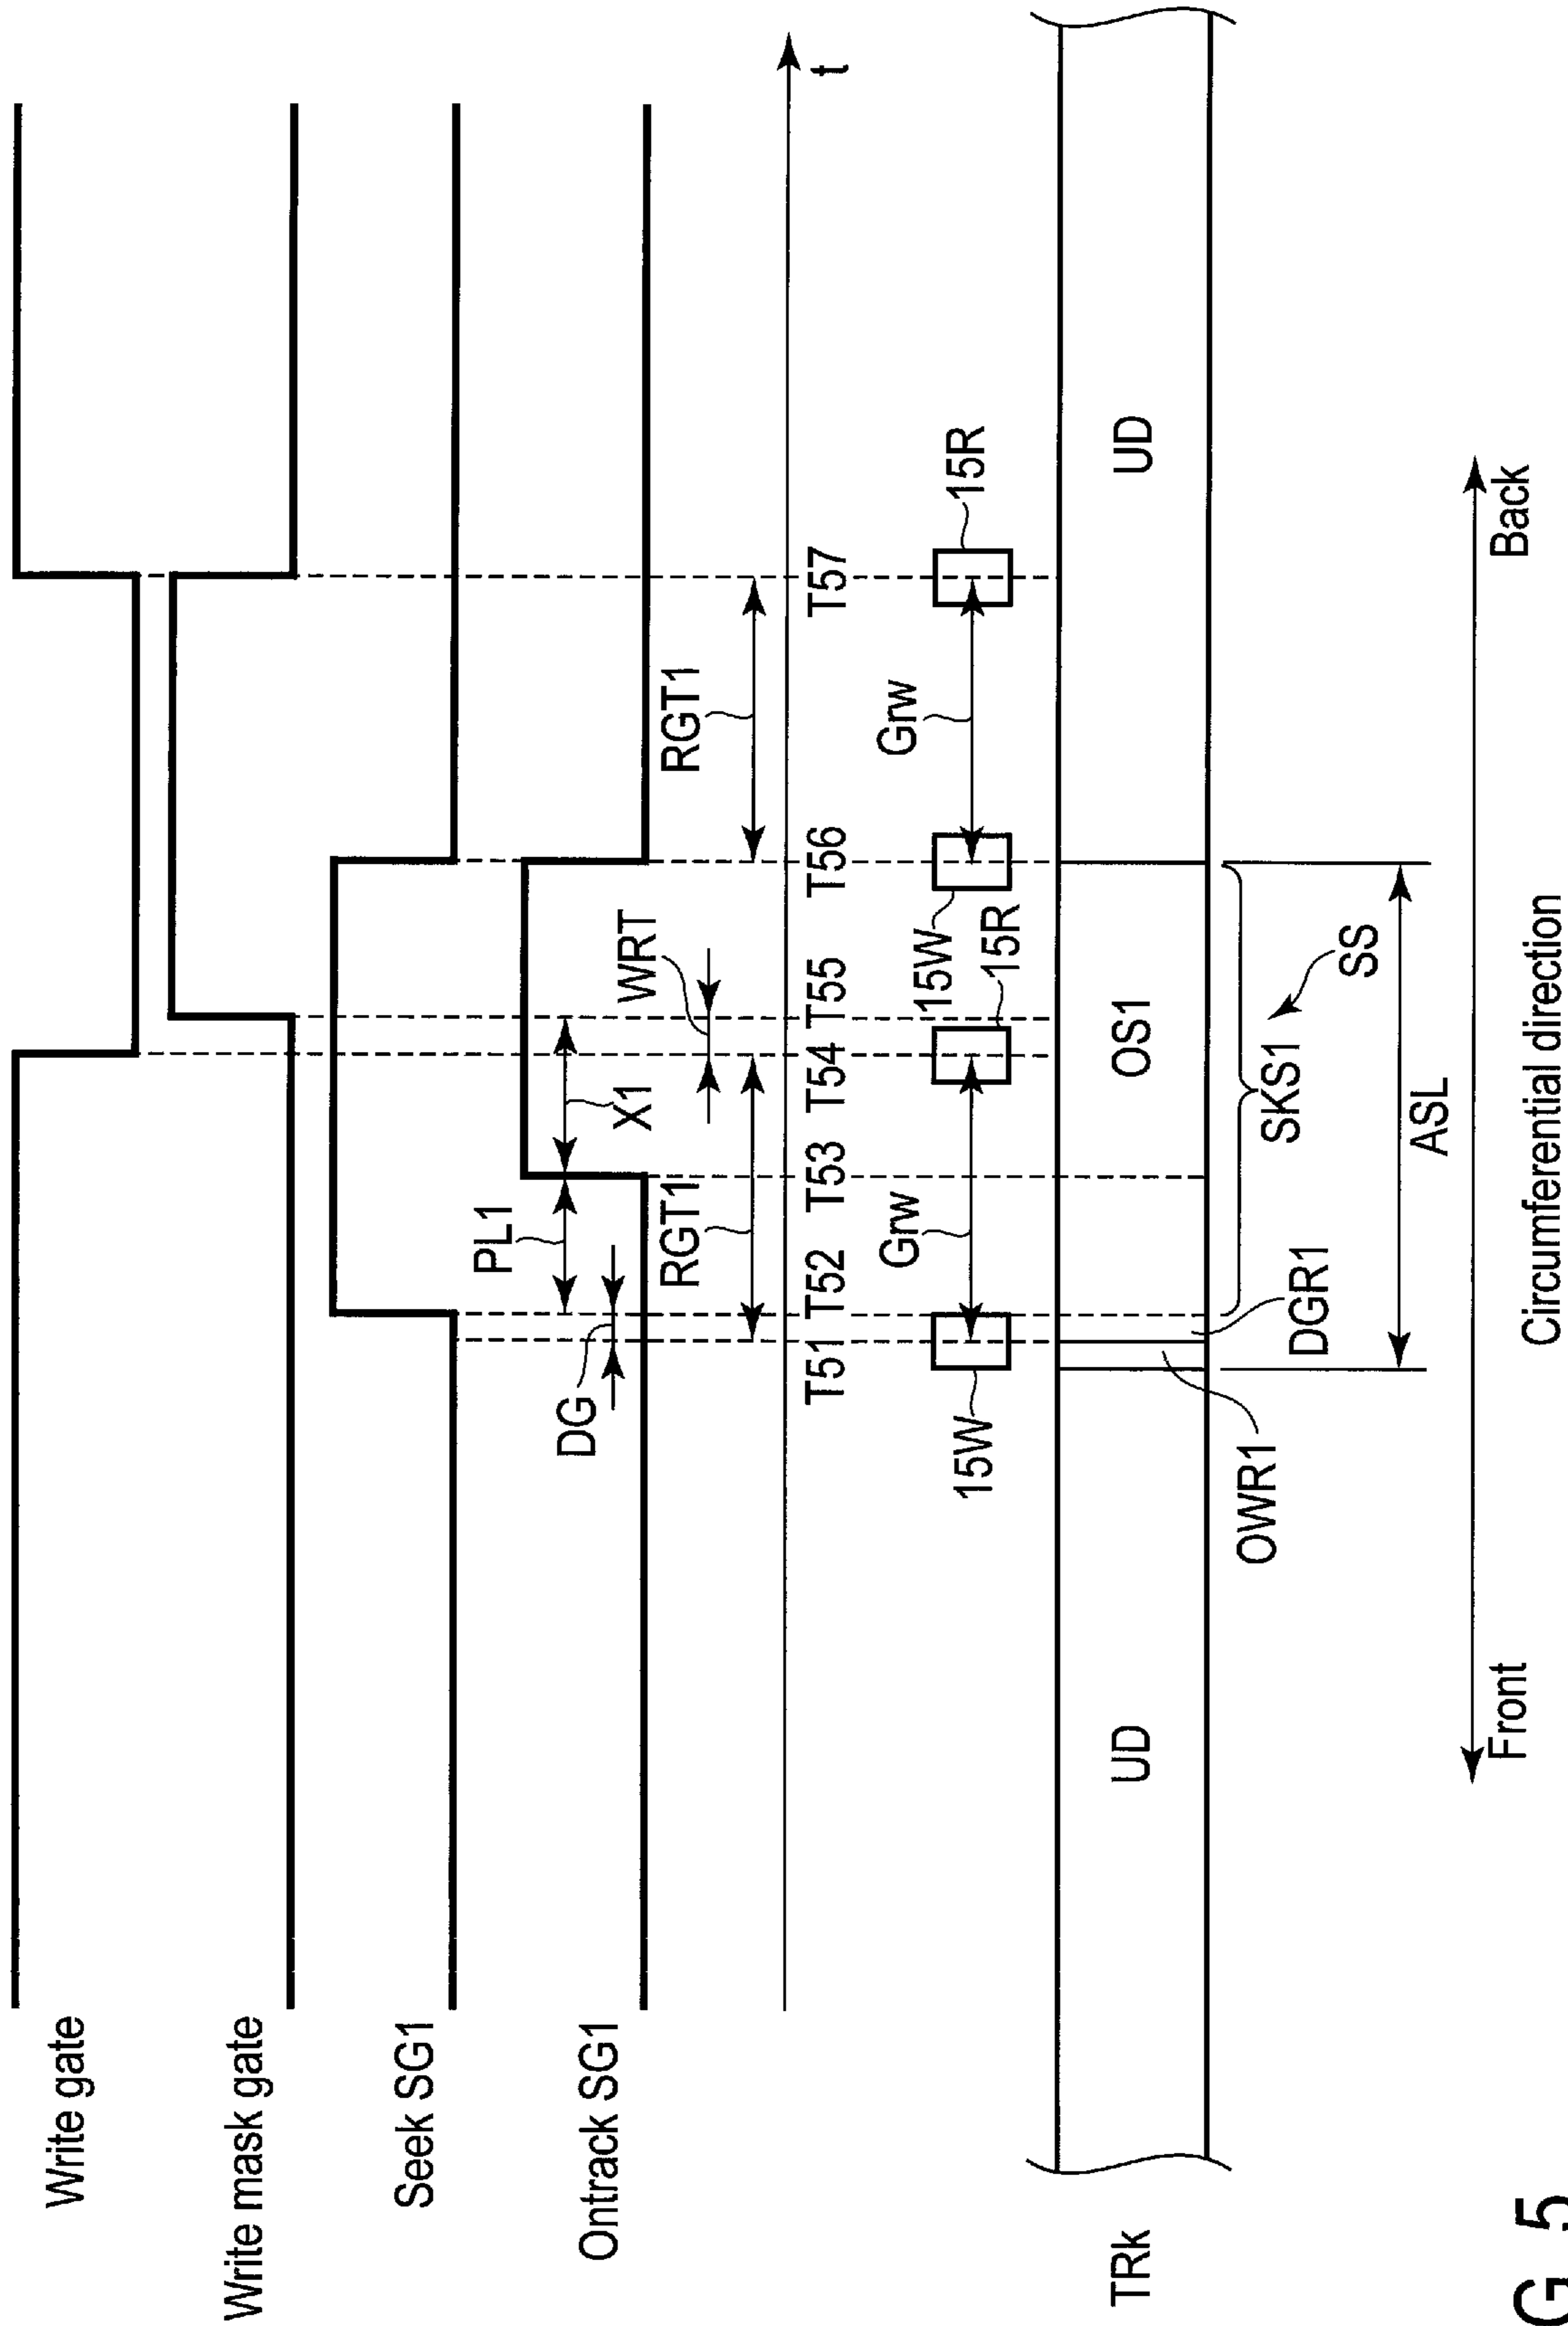 Write gate
Write mask gate
Seek SG1
Ontrack SG1
DG
PL1
X1
WRT
RGT1
RGT1
t
T51
T52
T53
T54
T55
T56
T57
15W
Grw
15R
15W
Grw
15R
TRk
UD
OS1
UD
OWR1
DGR1
SKS1
SS
ASL
Front
Back
Circumferential direction
G. 5